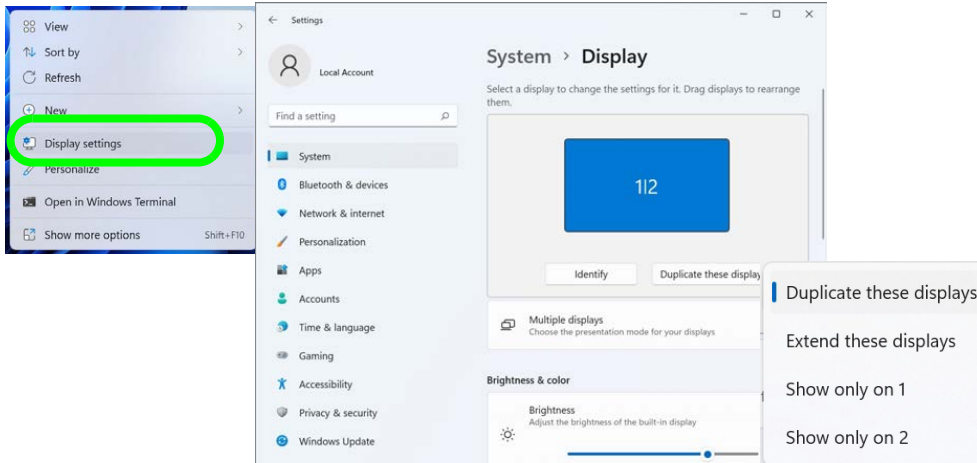 View
Sort by
Refresh
New
Display settings
Personalize
Open in Windows Terminal
Show more options Shift+F10
Settings
Local Account
Find a setting
System
Bluetooth & devices
Network & internet
Personalization
Apps
Accounts
Time & language
Gaming
Accessibility
Privacy & security
Windows Update
System > Display
Select a display to change the settings for it. Drag displays to rearrange
them.
1|2
Identify Duplicate these display
Multiple displays
Choose the presentation mode for your displays
Brightness & color
Brightness
Adjust the brightness of the built-in display
Duplicate these displays
Extend these displays
Show only on 1
Show only on 2